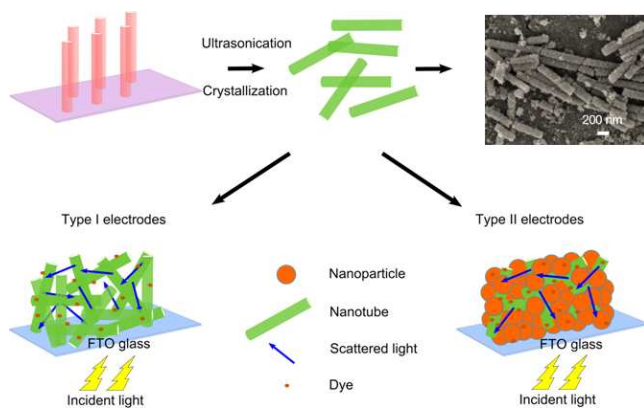 Ultrasonication
Crystallization
200 nm
Type I electrodes
Type II electrodes
Nanoparticle
Nanotube
Scattered light
Dye
FTO glass
Incident light
FTO glass
Incident light